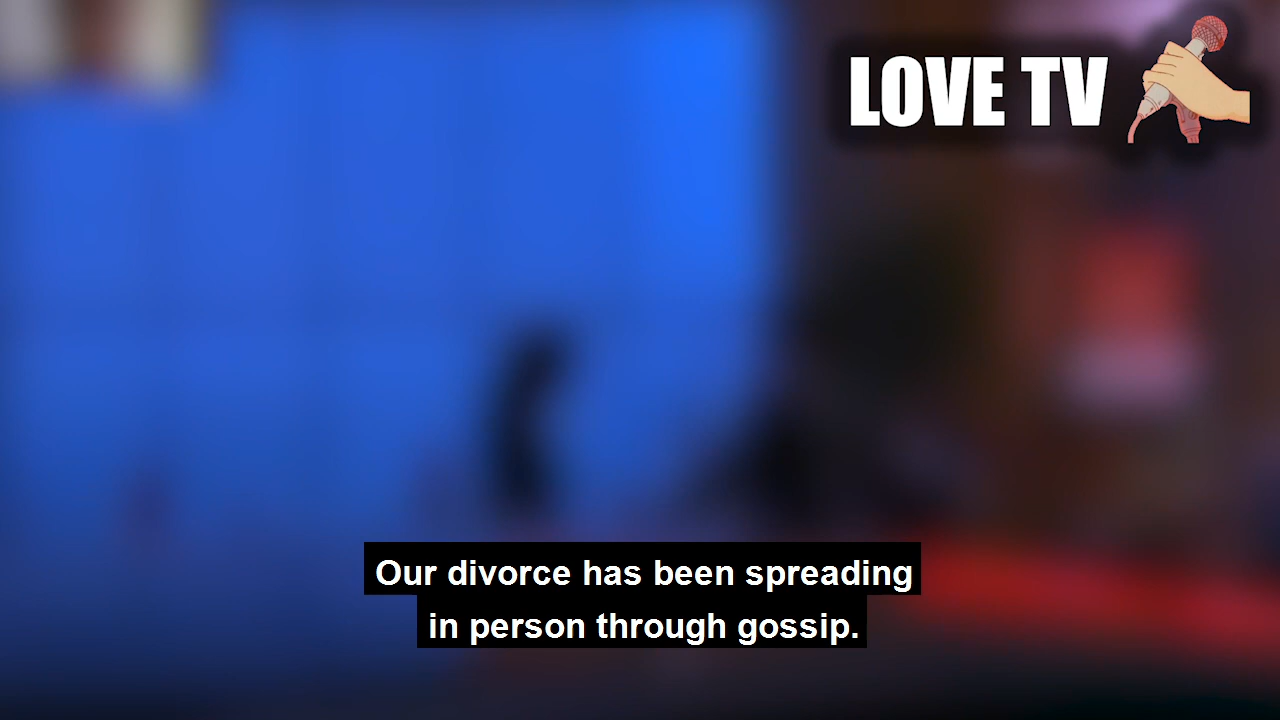 LOVE TV
Our divorce has been spreading
in person through gossip.